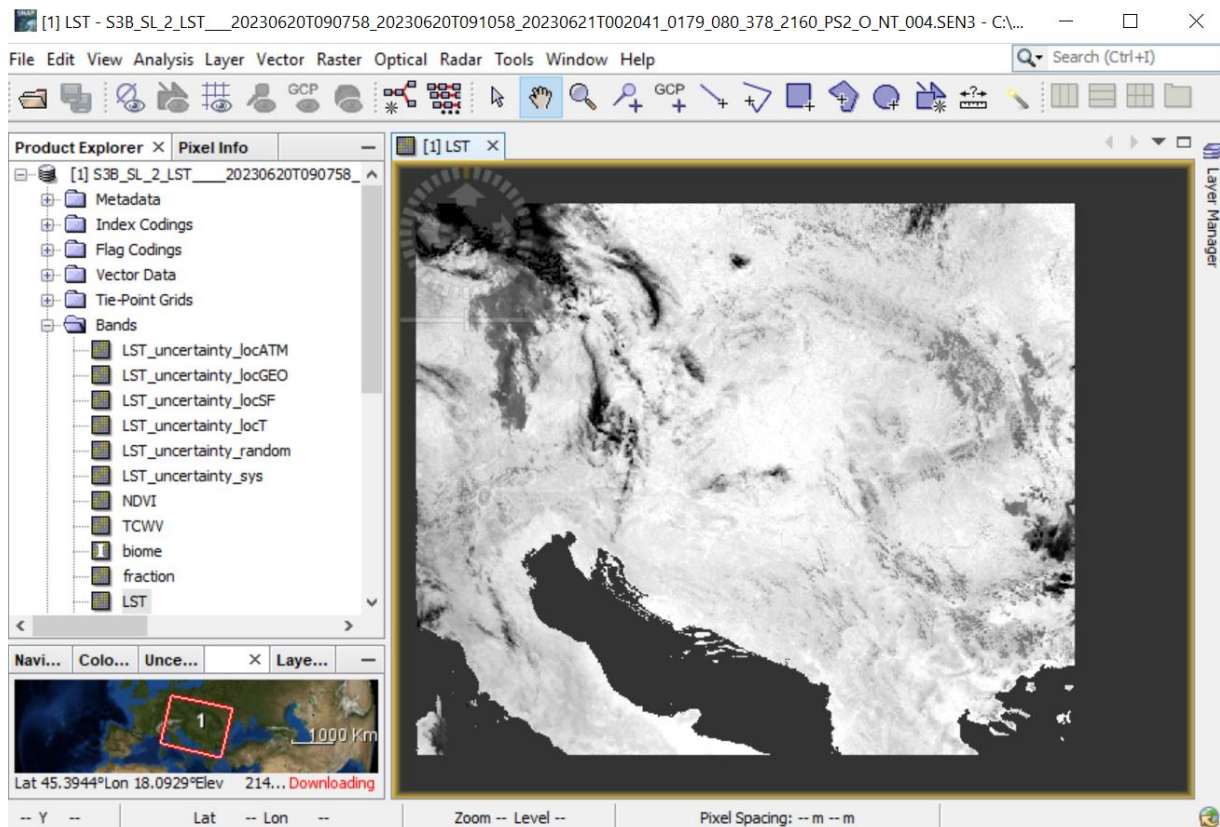 SNAP
[1] LST - S3B_SL_2_LST____20230620T090758_20230620T091058_20230621T002041_0179_080_378_2160_PS2_O_NT_004.SEN3 - C:\...
File Edit View Analysis Layer Vector Raster Optical Radar Tools Window Help
Search (Ctrl+I)
GCP GCP
Product Explorer Pixel Info
[1] LST
[1] S3B_SL_2_LST____20230620T090758_
Metadata
Index Codings
Flag Codings
Vector Data
Tie-Point Grids
Bands
LST_uncertainty_locATM
LST_uncertainty_locGEO
LST_uncertainty_locSF
LST_uncertainty_locT
LST_uncertainty_random
LST_uncertainty_sys
NDVI
TCWV
biome
fraction
LST
Layer Manager
Navi... Colo... Unce... Laye...
1
1000 Km
Lat 45.3944°Lon 18.0929°Elev 214... Downloading
-- Y -- Lat -- Lon -- Zoom -- Level -- Pixel Spacing: -- m -- m